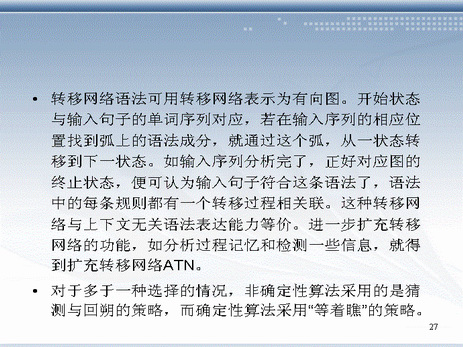 • 转移网络语法可用转移网络表示为有向图。开始状态
与输入句子的单词序列对应，若在输入序列的相应位
置找到弧上的语法成分，就通过这个弧，从一状态转
移到下一状态。如输入序列分析完了，正好对应图的
终止状态，便可认为输入句子符合这条语法了，语法
中的每条规则都有一个转移过程相关联。这种转移网
络与上下文无关语法表达能力等价。进一步扩充转移
网络的功能，如分析过程记忆和检测一些信息，就得
到扩充转移网络ATN。
• 对于多于一种选择的情况，非确定性算法采用的是猜
测与回朔的策略，而确定性算法采用“等着瞧”的策略。
27